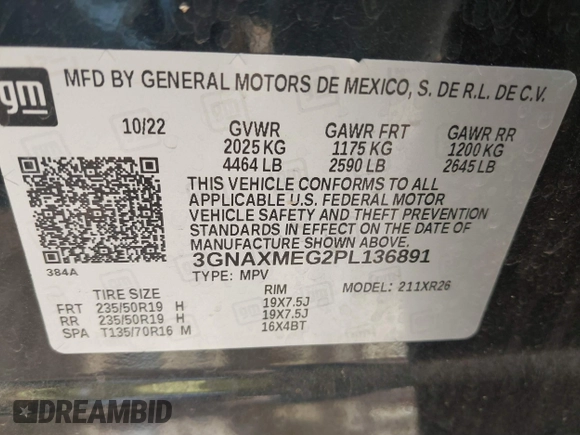 gm
MFD BY GENERAL MOTORS DE MEXICO, S. DE R.L. DE C.V.
10/22 GVWR GAWR FRT GAWR RR
2025 KG 1175 KG 1200 KG
4464 LB 2590 LB 2645 LB
THIS VEHICLE CONFORMS TO ALL
APPLICABLE U.S. FEDERAL MOTOR
VEHICLE SAFETY AND THEFT PREVENTION
STANDARDS IN EFFECT ON THE DATE OF
MANUFACTURE SHOWN ABOVE.
384A 3GNAXMEG2PL136891
TYPE: MPV MODEL: 211XR26
TIRE SIZE RIM
FRT 235/50R19 H 19X7.5J
RR 235/50R19 H 19X7.5J
SPA T135/70R16 M 16X4BT
DREAMBID